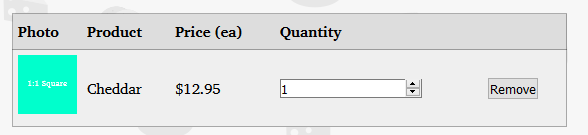 Photo Product Price (ea) Quantity
1:1 Square Cheddar $12.95 1 Remove